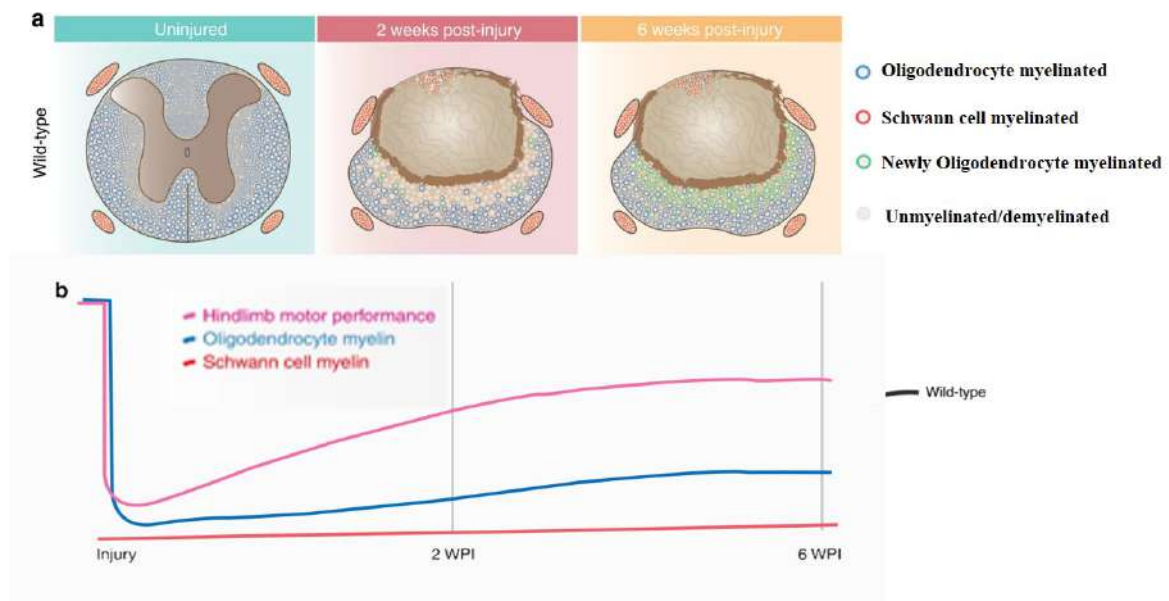 a
Uninjured
2 weeks post-injury
6 weeks post-injury
Wild-type
Oligodendrocyte myelinated
Schwann cell myelinated
Newly Oligodendrocyte myelinated
Unmyelinated/demyelinated
b
Hindlimb motor performance
Oligodendrocyte myelin
Schwann cell myelin
Wild-type
Injury
2 WPI
6 WPI